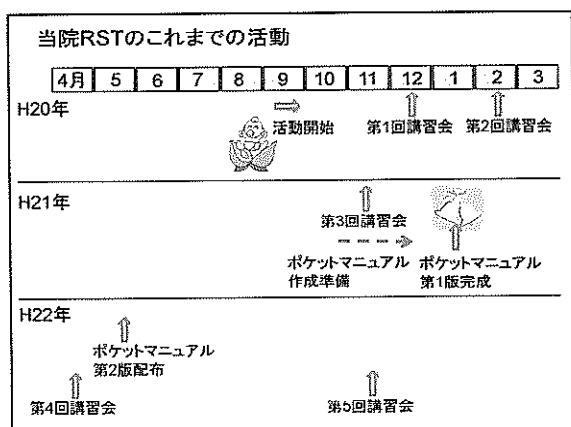 当院RSTのこれまでの活動
4月 5 6 7 8 9 10 11 12 1 2 3
H20年
活動開始 第1回講習会 第2回講習会
H21年
第3回講習会
ポケットマニュアル ポケットマニュアル
作成準備 第1版完成
H22年
ポケットマニュアル
第2版配布
第4回講習会 第5回講習会